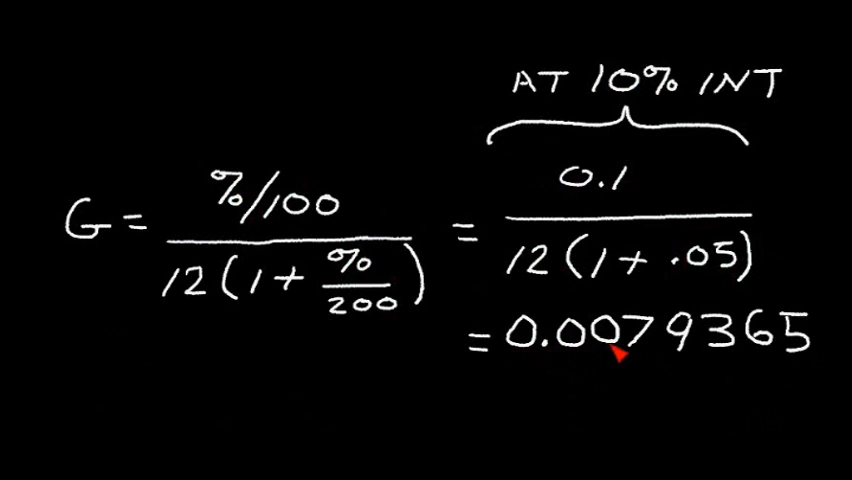 AT 10% INT
G = %/100 / 12(1 + %/200) = 0.1 / 12(1 + .05)
= 0.0079365